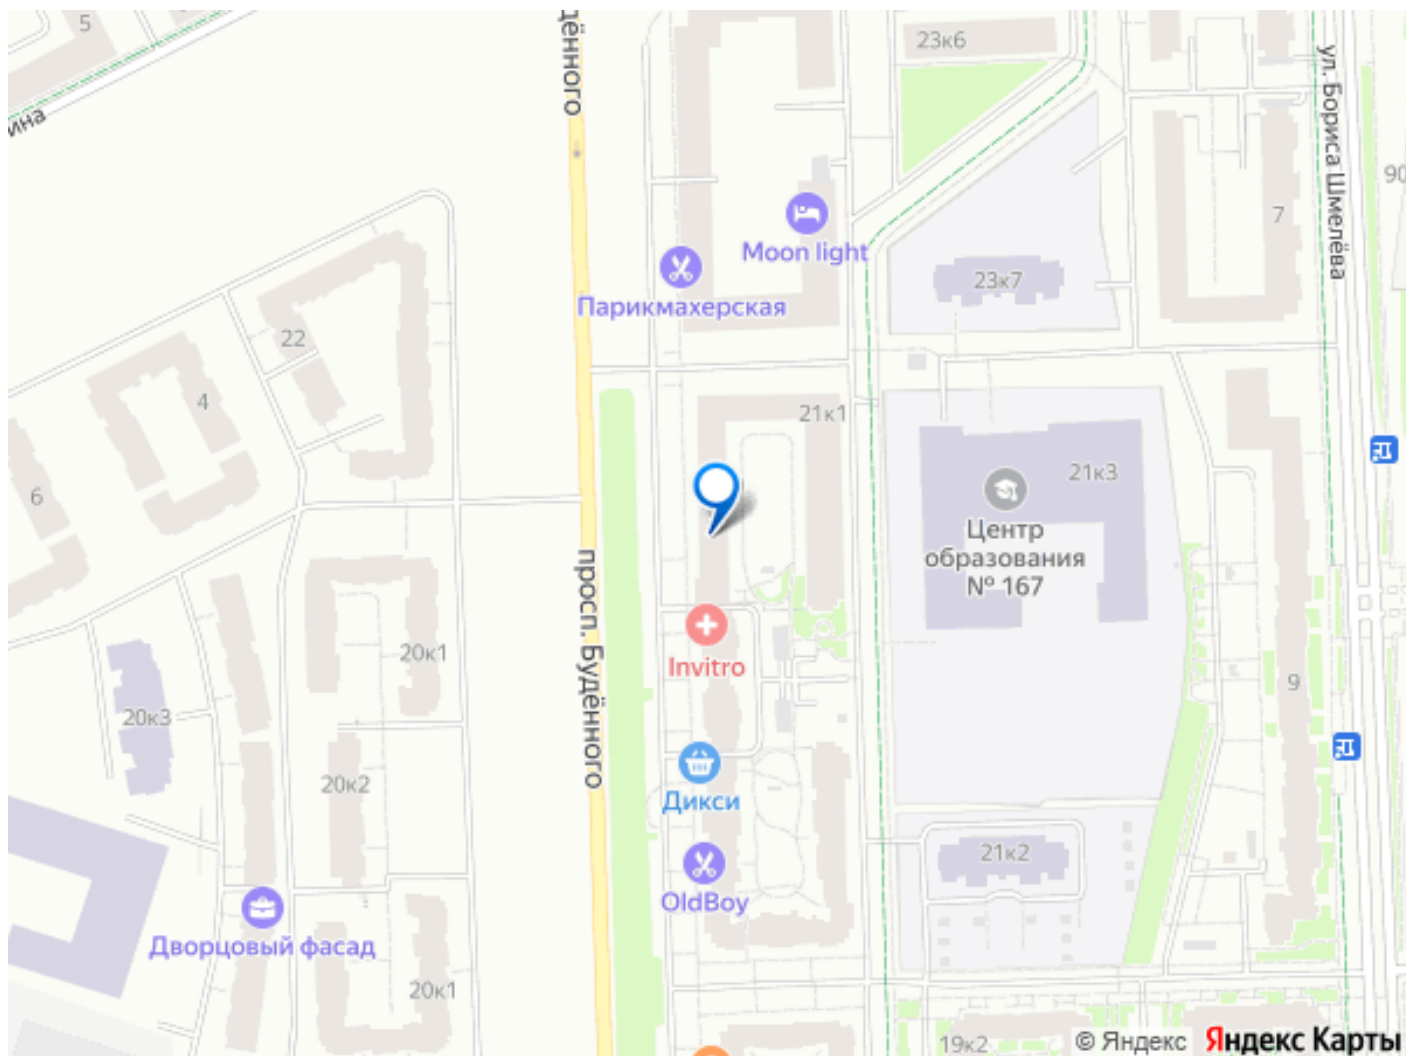 5
дённого
23к6
ул. Бориса Шмелёва
ина
90
7
Moon light
23к7
Парикмахерская
22
4
21к1
6
21к3
Центр
образования
№ 167
просп. Будённого
20к1
Invitro
9
20к3
20к2
Дикси
21к2
OldBoy
Дворцовый фасад
20к1
19к2
© Яндекс Яндекс Карты